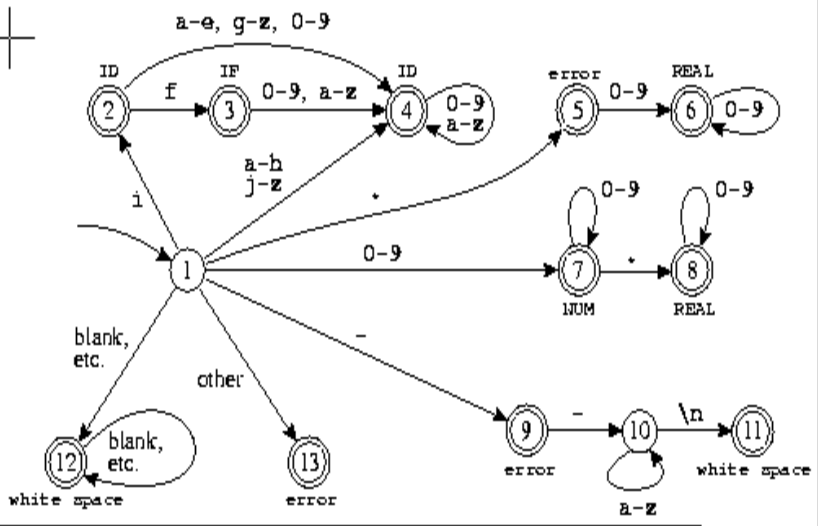 a-e, g-z, 0-9
ID
IF
ID
error
REAL
2
f
3
0-9, a-z
4
0-9
a-z
5
0-9
6
0-9
a-h
j-z
i
.
0-9
0-9
1
0-9
7
.
8
NUM
REAL
blank,
etc.
other
-
12
blank,
etc.
13
9
-
10
\n
11
white space
error
error
white space
a-z